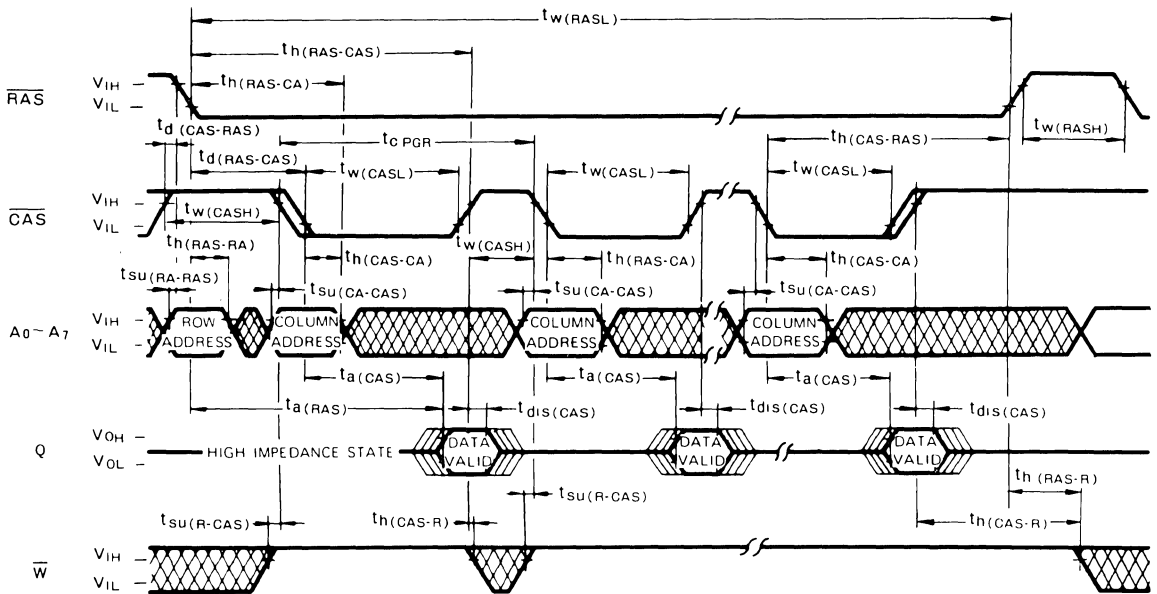 tw(RASL)
th(RAS-CAS)
th(RAS-CA)
RAS
VIH
VIL
td(CAS-RAS)
tc PGR
th(CAS-RAS)
tw(RASH)
td(RAS-CAS)
tw(CASL)
tw(CASL)
tw(CASL)
CAS
VIH
VIL
tw(CASH)
th(RAS-RA)
tw(CASH)
th(CAS-CA)
th(RAS-CA)
th(CAS-CA)
tsu(RA-RAS)
tsu(CA-CAS)
tsu(CA-CAS)
tsu(CA-CAS)
A0~A7
VIH
VIL
ROW ADDRESS
COLUMN ADDRESS
COLUMN ADDRESS
COLUMN ADDRESS
ta(CAS)
ta(CAS)
ta(CAS)
ta(RAS)
tDIS(CAS)
tDIS(CAS)
tDIS(CAS)
Q
VOH
VOL
HIGH IMPEDANCE STATE
DATA VALID
DATA VALID
DATA VALID
th(RAS-R)
tsu(R-CAS)
tsu(R-CAS)
th(CAS-R)
th(CAS-R)
W
VIH
VIL